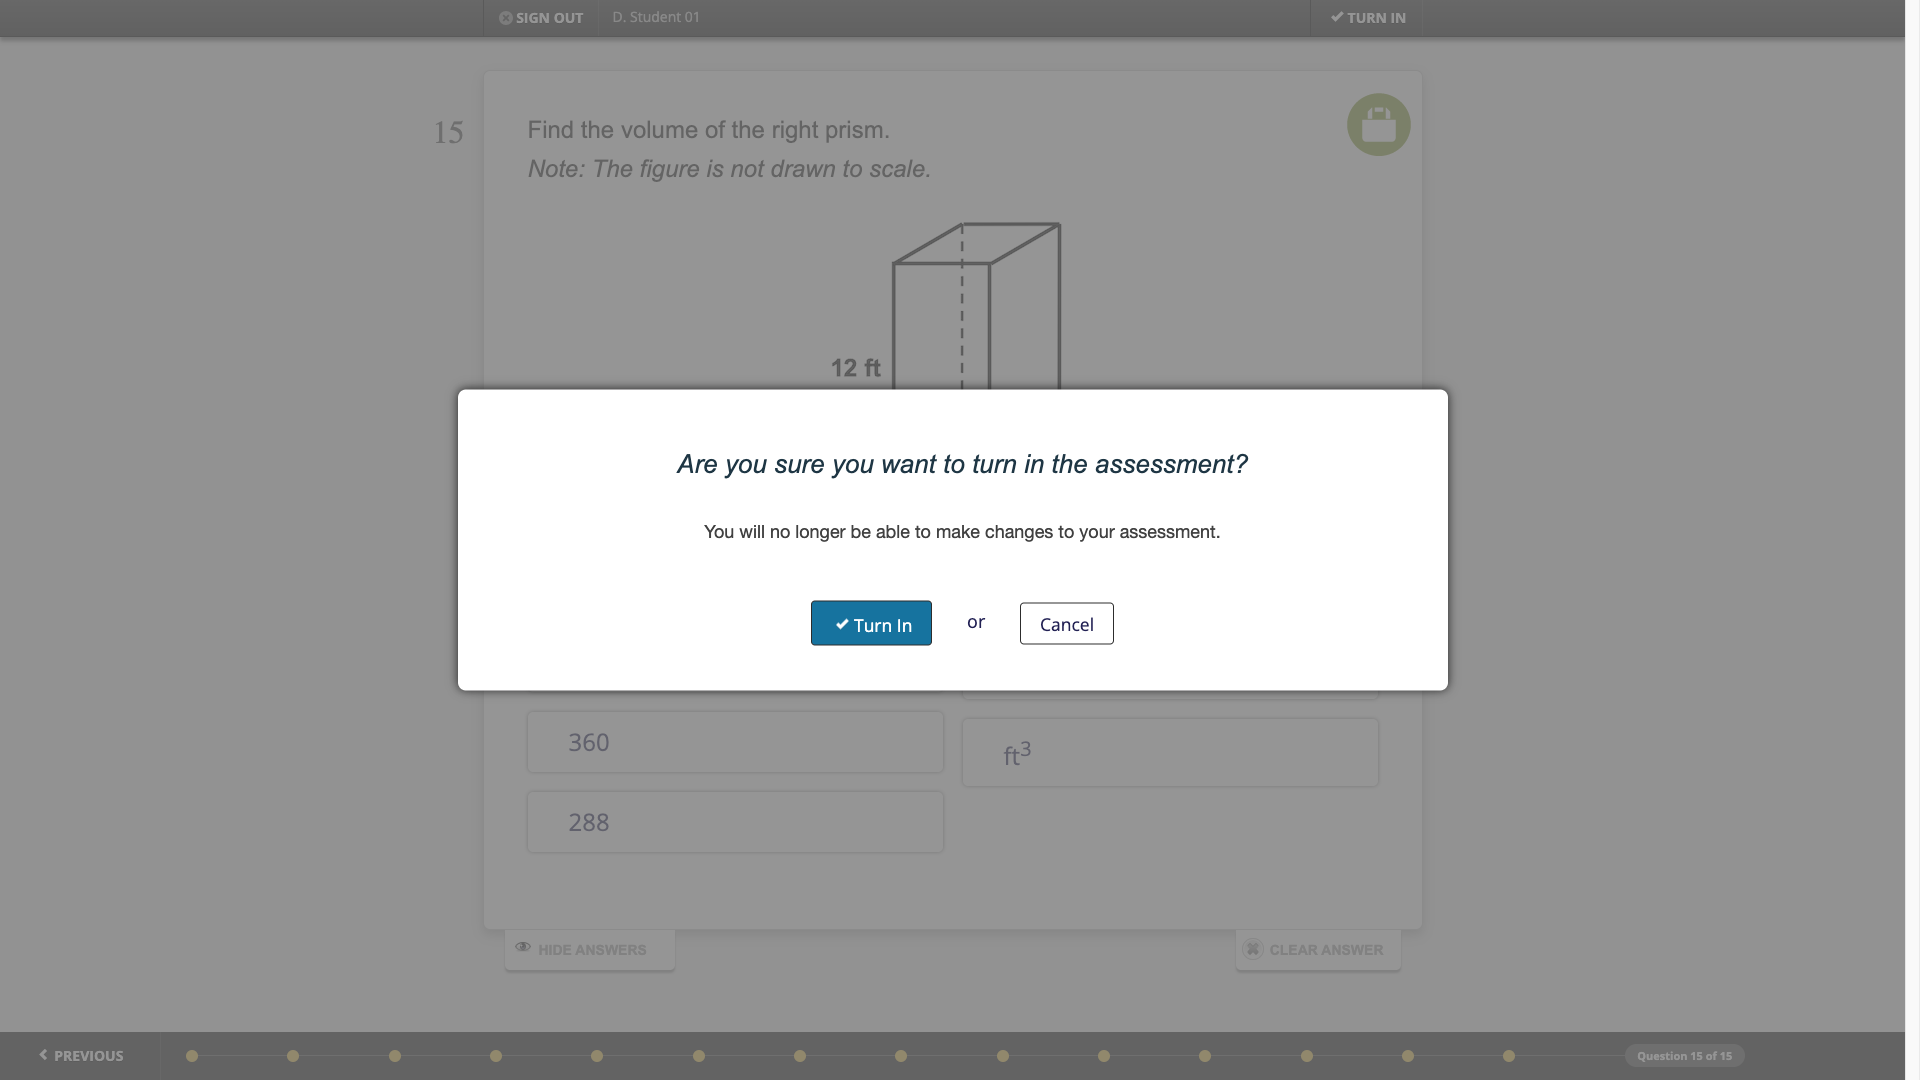 SIGN OUT
D. Student 01
TURN IN
15
Find the volume of the right prism.
Note: The figure is not drawn to scale.
12 ft
Are you sure you want to turn in the assessment?
You will no longer be able to make changes to your assessment.
Turn In
or
Cancel
360
ft³
288
HIDE ANSWERS
CLEAR ANSWER
PREVIOUS
Question 15 of 15